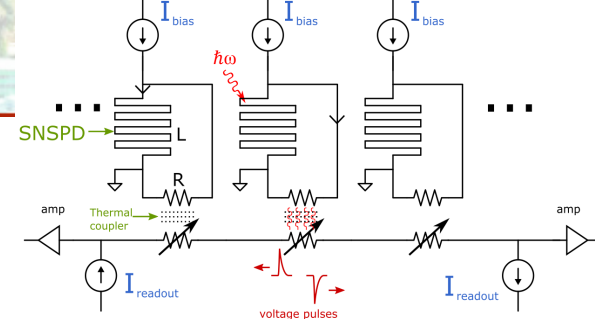 I bias
I bias
I bias
ħω
SNSPD
L
R
amp
Thermal
coupler
amp
I readout
I readout
voltage pulses